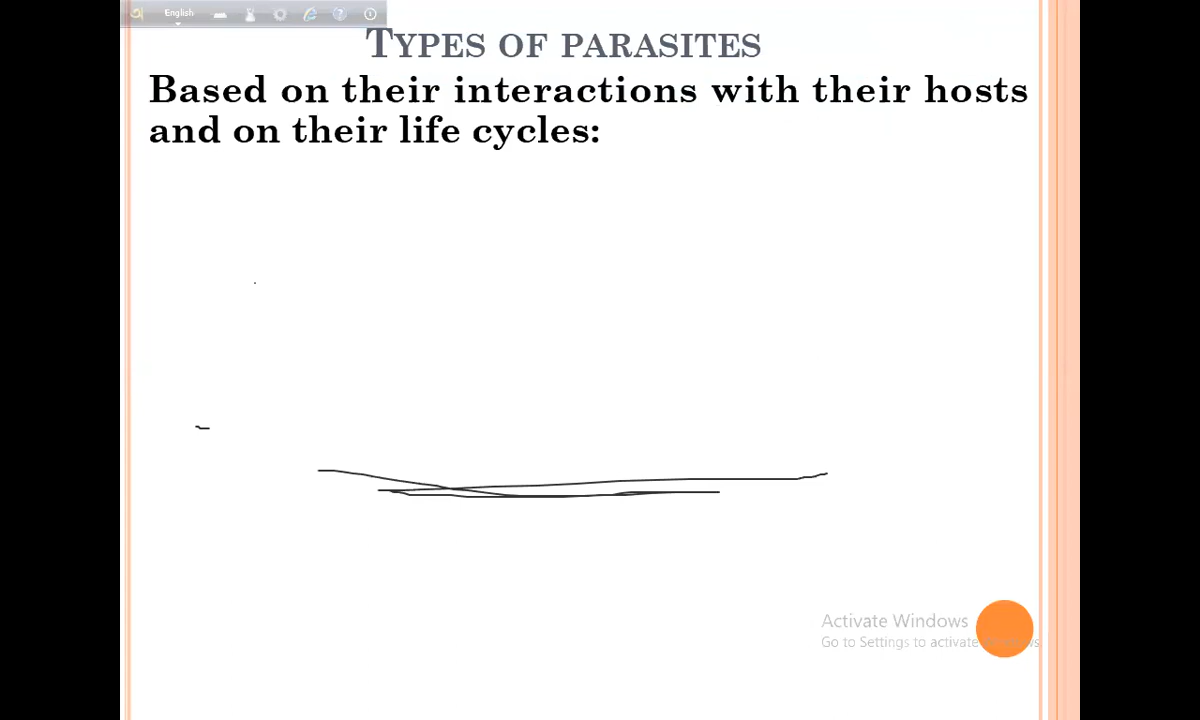 English
TYPES OF PARASITES
Based on their interactions with their hosts
and on their life cycles:
Activate Windows
Go to Settings to activate Windows